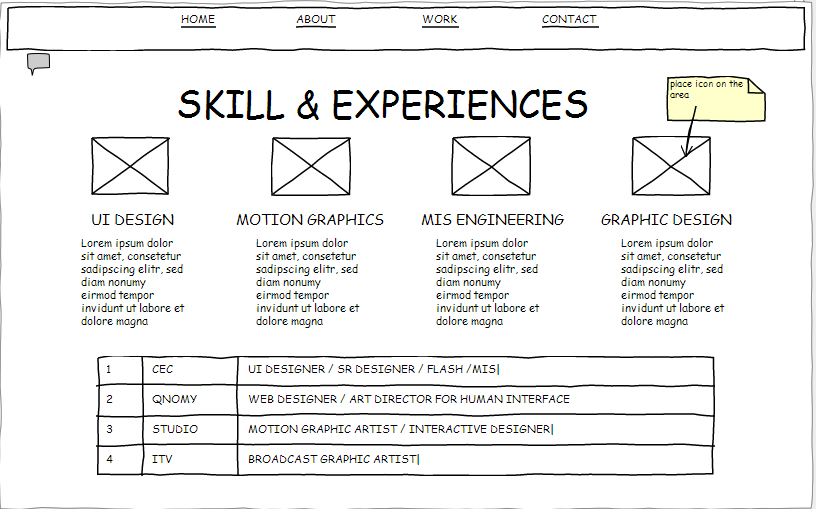 HOME ABOUT WORK CONTACT
SKILL & EXPERIENCES
place icon on the
area
UI DESIGN
Lorem ipsum dolor
sit amet, consetetur
sadipscing elitr, sed
diam nonumy
eirmod tempor
invidunt ut labore et
dolore magna
MOTION GRAPHICS
Lorem ipsum dolor
sit amet, consetetur
sadipscing elitr, sed
diam nonumy
eirmod tempor
invidunt ut labore et
dolore magna
MIS ENGINEERING
Lorem ipsum dolor
sit amet, consetetur
sadipscing elitr, sed
diam nonumy
eirmod tempor
invidunt ut labore et
dolore magna
GRAPHIC DESIGN
Lorem ipsum dolor
sit amet, consetetur
sadipscing elitr, sed
diam nonumy
eirmod tempor
invidunt ut labore et
dolore magna
1 CEC UI DESIGNER / SR DESIGNER / FLASH /MIS|
2 QNOMY WEB DESIGNER / ART DIRECTOR FOR HUMAN INTERFACE
3 STUDIO MOTION GRAPHIC ARTIST / INTERACTIVE DESIGNER|
4 ITV BROADCAST GRAPHIC ARTIST|